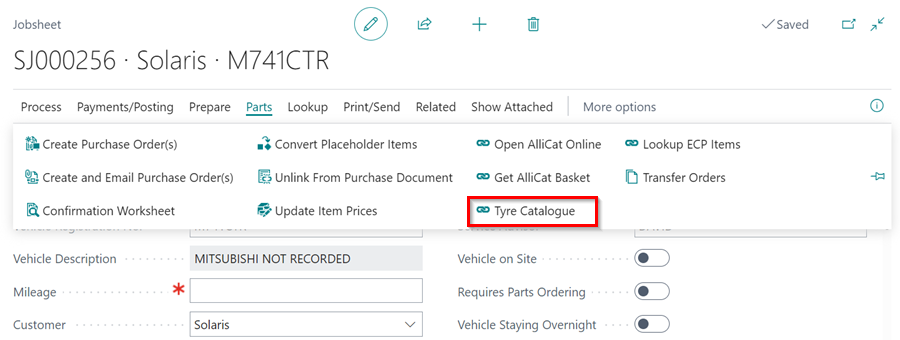 Jobsheet
Saved
SJ000256 · Solaris · M741CTR
Process Payments/Posting Prepare Parts Lookup Print/Send Related Show Attached More options
Create Purchase Order(s) Convert Placeholder Items Open AlliCat Online Lookup ECP Items
Create and Email Purchase Order(s) Unlink From Purchase Document Get AlliCat Basket Transfer Orders
Confirmation Worksheet Update Item Prices Tyre Catalogue
Vehicle Description MITSUBISHI NOT RECORDED Vehicle on Site
Mileage * Requires Parts Ordering
Customer Solaris Vehicle Staying Overnight